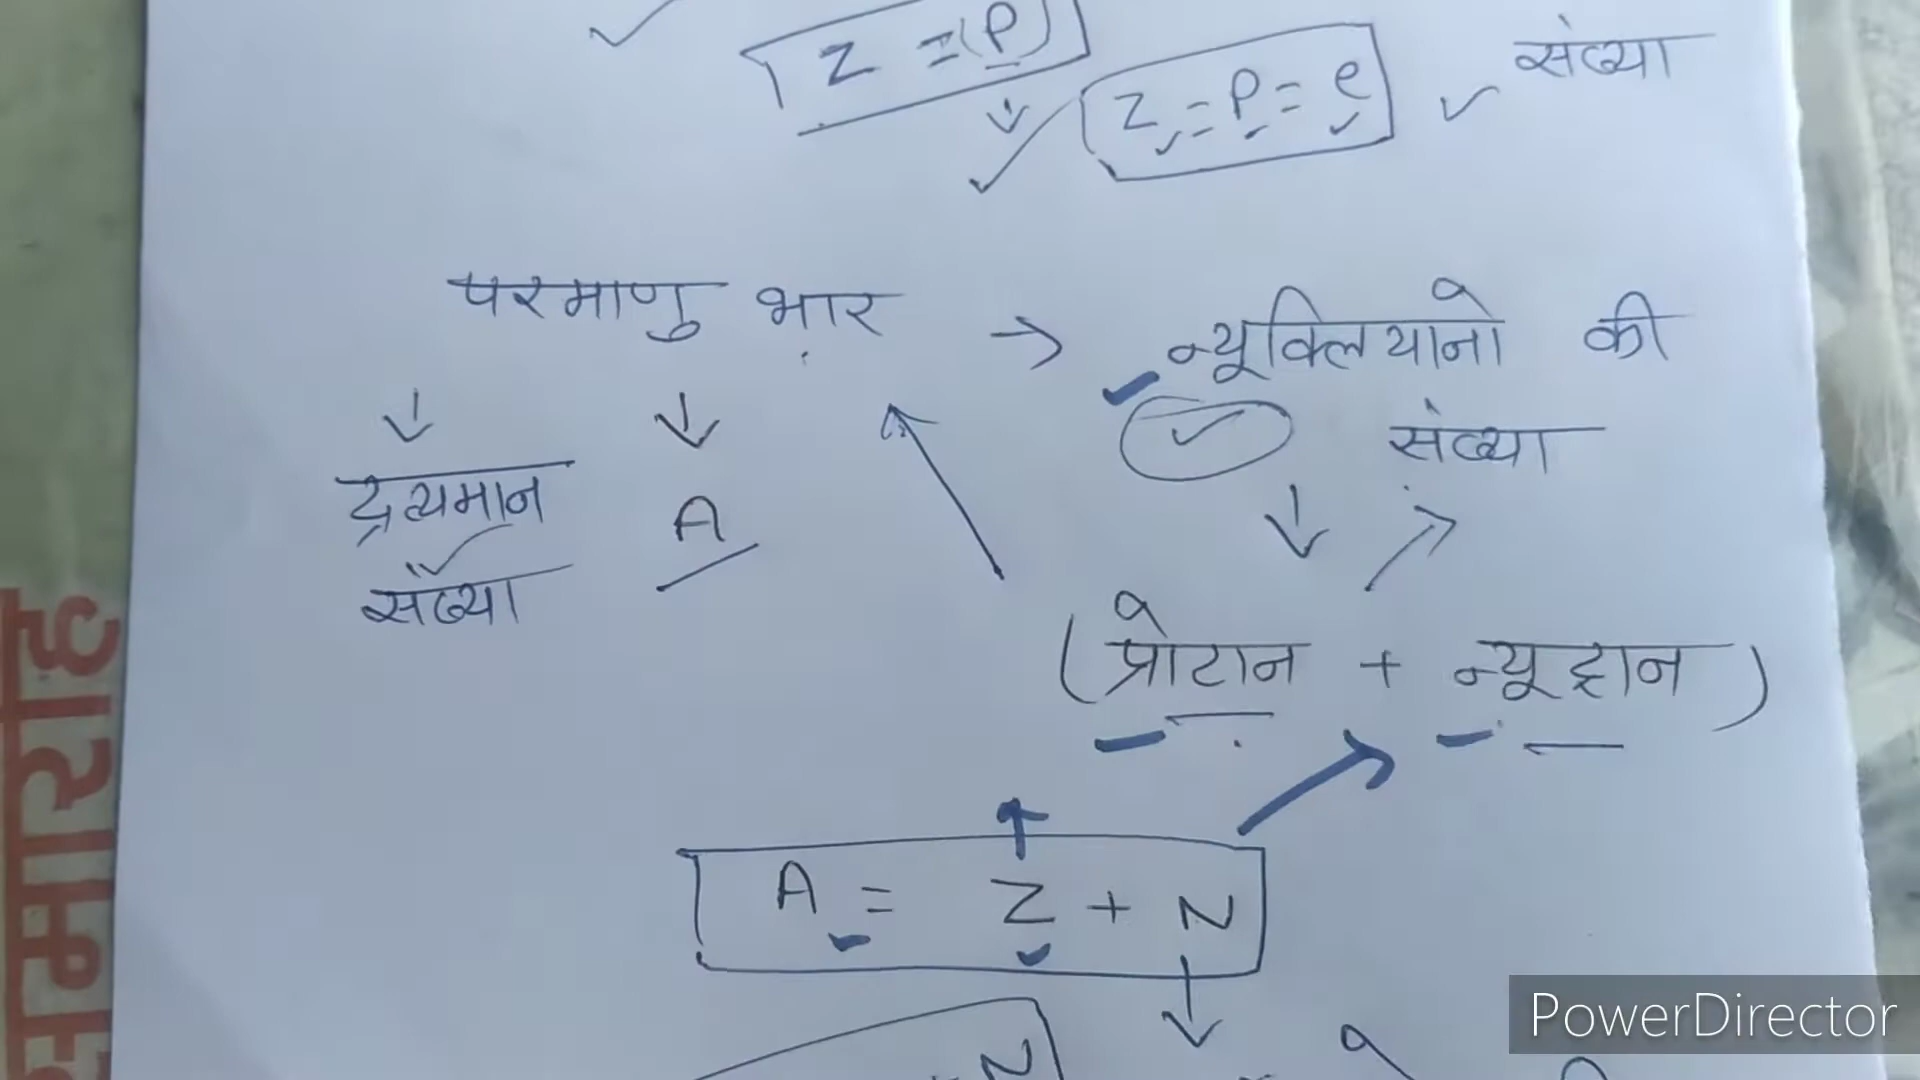 Z = (P)
Z = P = e
संख्या
परमाणु भार → न्यूक्लियानो की
संख्या
द्रव्यमान
संख्या
A
(प्रोटान + न्यूट्रान)
A = Z + N
N
PowerDirector